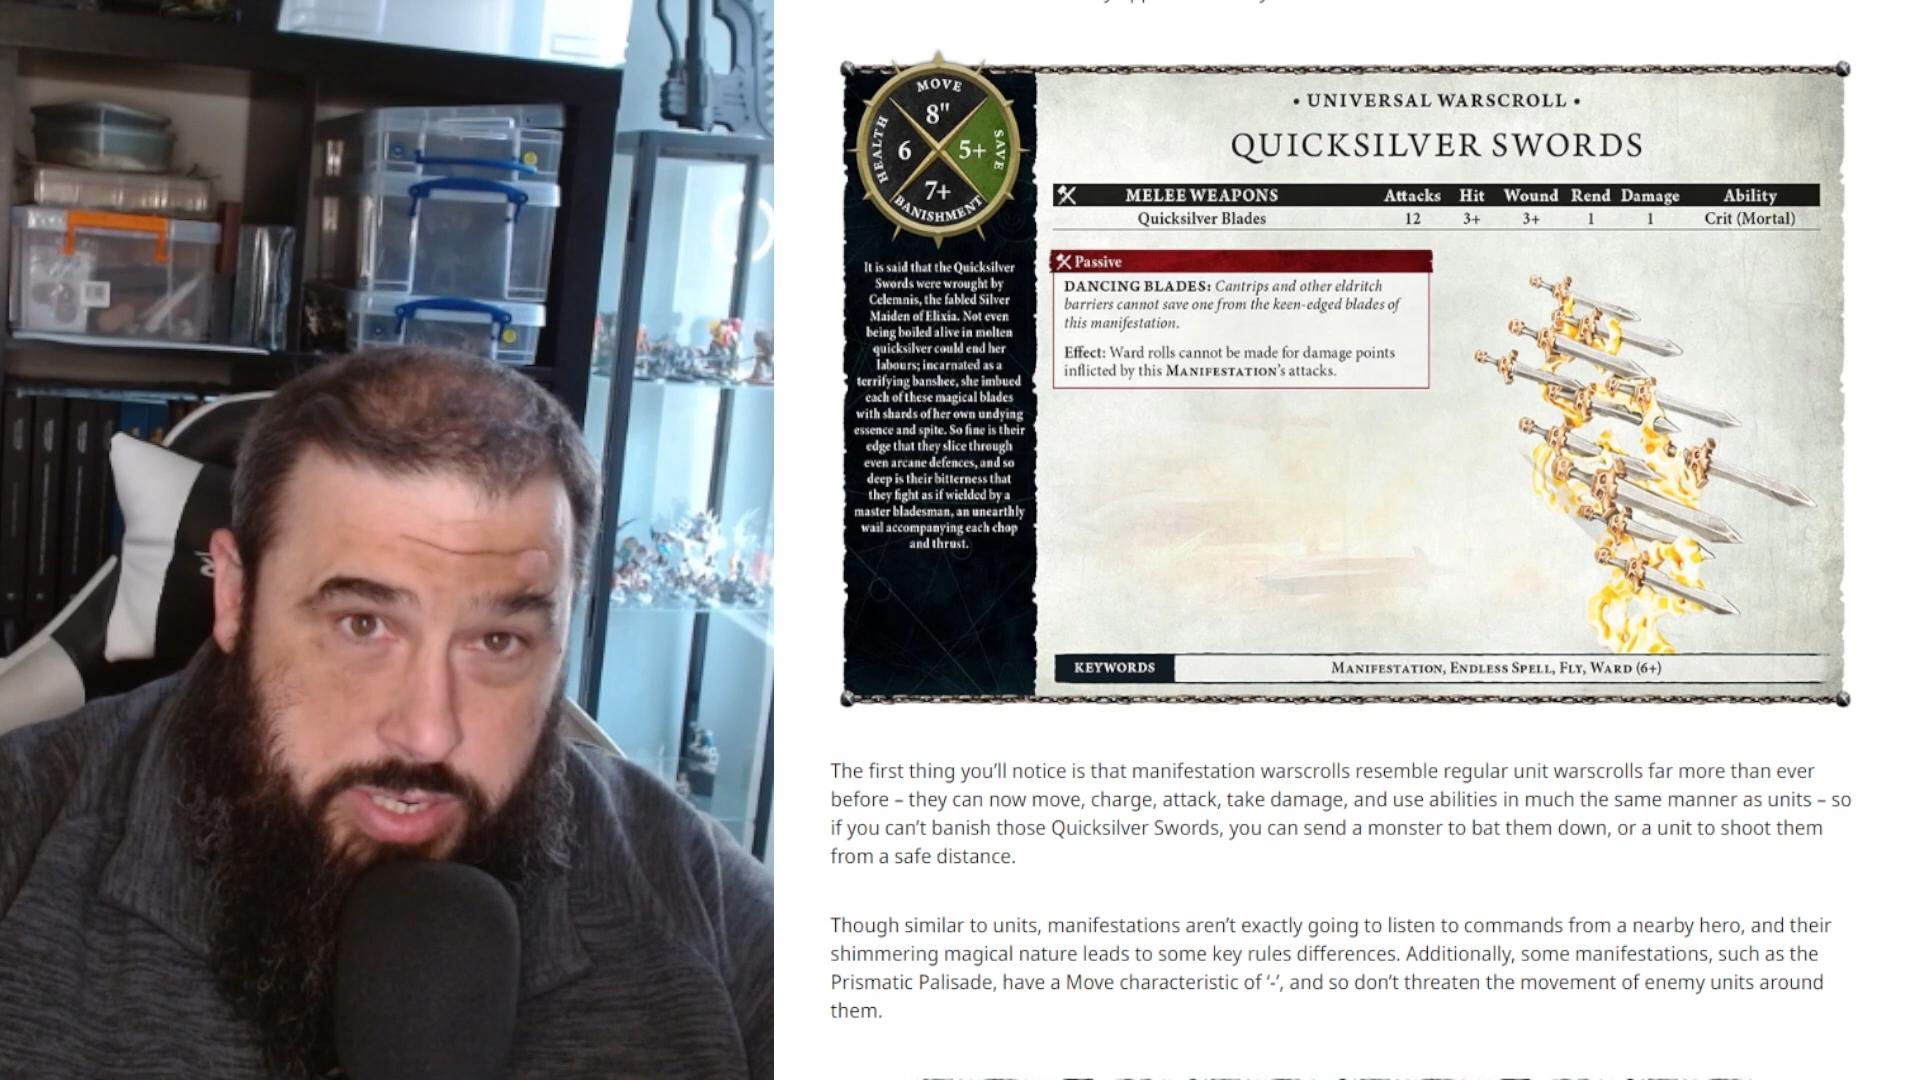 MOVE
8"
HEALTH
6
5+
SAVE
7+
BANISHMENT
It is said that the Quicksilver
Swords were wrought by
Celemnis, the fabled Silver
Maiden of Elixia. Not even
being boiled alive in molten
quicksilver could end her
labours; incarnated as a
terrifying banshee, she imbued
each of these magical blades
with shards of her own undying
essence and spite. So fine is their
edge that they slice through
even arcane defences, and so
deep is their bitterness that
they fight as if wielded by a
master bladesman, an unearthly
wail accompanying each chop
and thrust.
• UNIVERSAL WARSCROLL •
QUICKSILVER SWORDS
MELEE WEAPONS Attacks Hit Wound Rend Damage Ability
Quicksilver Blades 12 3+ 3+ 1 1 Crit (Mortal)
Passive
DANCING BLADES: Cantrips and other eldritch
barriers cannot save one from the keen-edged blades of
this manifestation.
Effect: Ward rolls cannot be made for damage points
inflicted by this MANIFESTATION's attacks.
KEYWORDS MANIFESTATION, ENDLESS SPELL, FLY, WARD (6+)
The first thing you’ll notice is that manifestation warscrolls resemble regular unit warscrolls far more than ever
before – they can now move, charge, attack, take damage, and use abilities in much the same manner as units – so
if you can’t banish those Quicksilver Swords, you can send a monster to bat them down, or a unit to shoot them
from a safe distance.
Though similar to units, manifestations aren’t exactly going to listen to commands from a nearby hero, and their
shimmering magical nature leads to some key rules differences. Additionally, some manifestations, such as the
Prismatic Palisade, have a Move characteristic of ‘-’, and so don’t threaten the movement of enemy units around
them.